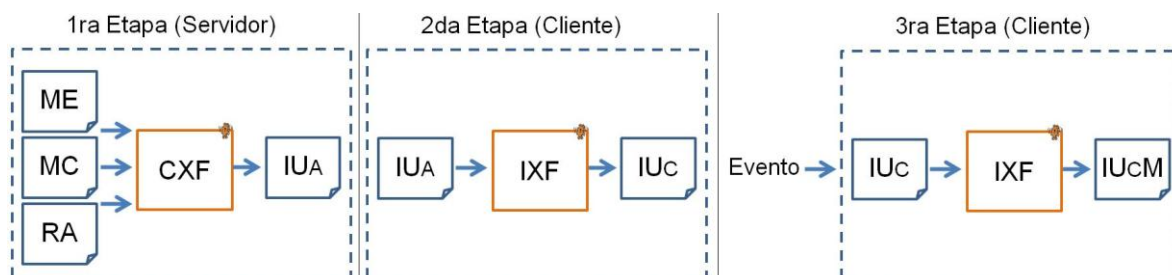 1ra Etapa (Servidor)
ME
MC
RA
CXF
IUA
2da Etapa (Cliente)
IUA
IXF
IUC
3ra Etapa (Cliente)
Evento
IUC
IXF
IUCM